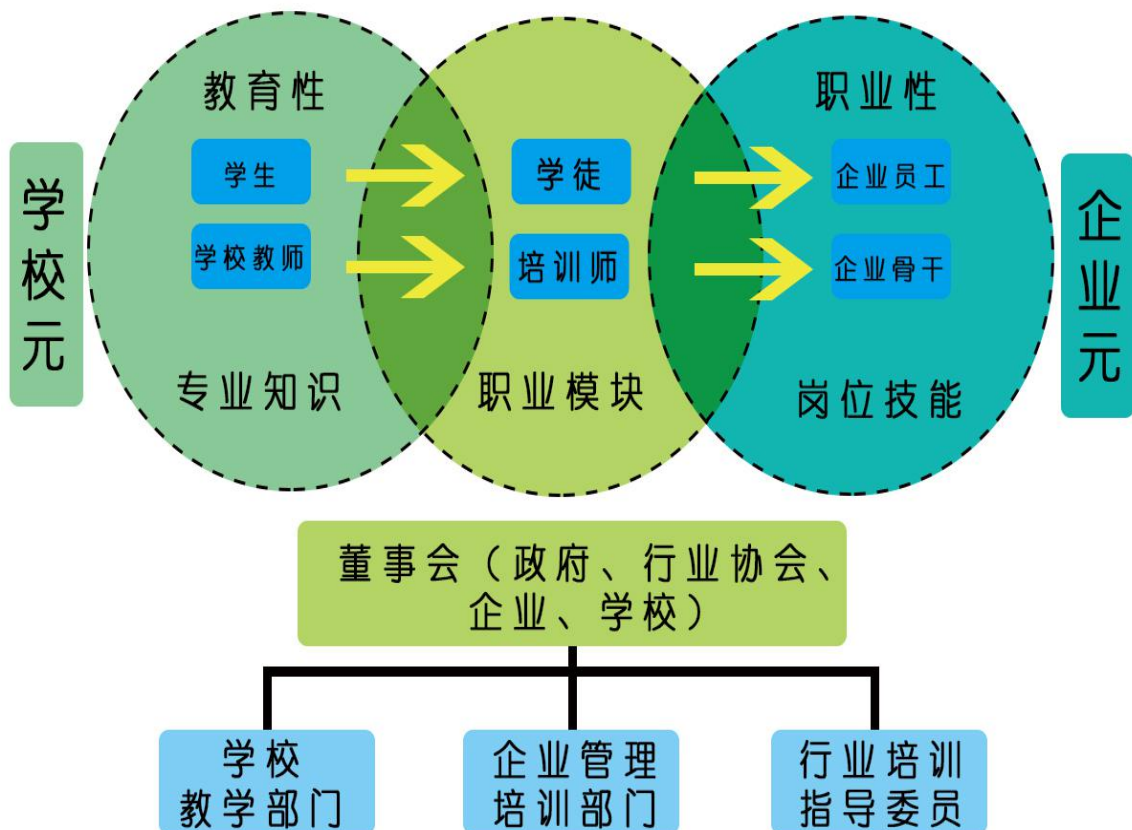 教育性
职业性
学生
学徒
企业员工
学校元
企业元
学校教师
培训师
企业骨干
专业知识
职业模块
岗位技能
董事会（政府、行业协会、
企业、学校）
学校
教学部门
企业管理
培训部门
行业培训
指导委员